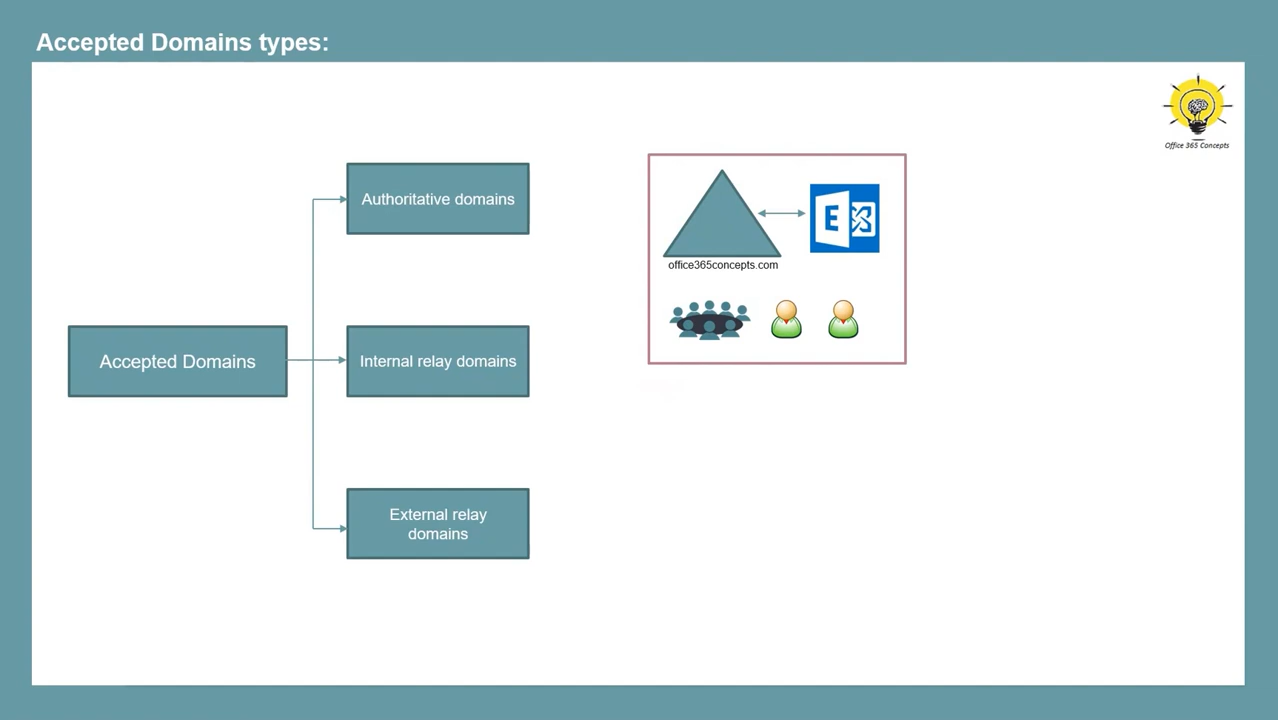 Accepted Domains types:
Office 365 Concepts
Authoritative domains
office365concepts.com
Accepted Domains
Internal relay domains
External relay
domains